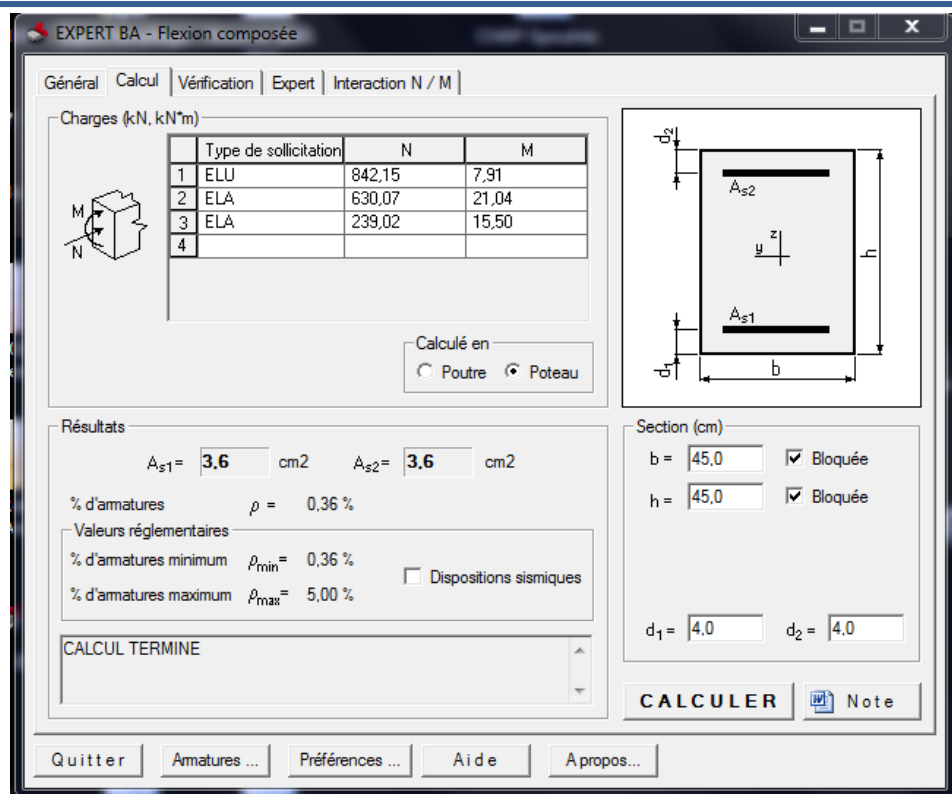 EXPERT BA - Flexion composée
Général Calcul Vérification Expert Interaction N / M
Charges (kN, kN*m)
Type de sollicitation N M
1 ELU 842,15 7,91
2 ELA 630,07 21,04
3 ELA 239,02 15,50
4
M
N
Calculé en
Poutre Poteau
d2
As2
z
y
h
As1
d1
b
Résultats
As1= 3,6 cm2 As2= 3,6 cm2
% d'armatures ρ = 0,36 %
Valeurs réglementaires
% d'armatures minimum ρmin= 0,36 %
% d'armatures maximum ρmax= 5,00 %
Dispositions sismiques
CALCUL TERMINE
Section (cm)
b = 45,0 Bloquée
h = 45,0 Bloquée
d1 = 4,0 d2 = 4,0
CALCULER Note
Quitter Armatures ... Préférences ... Aide A propos...